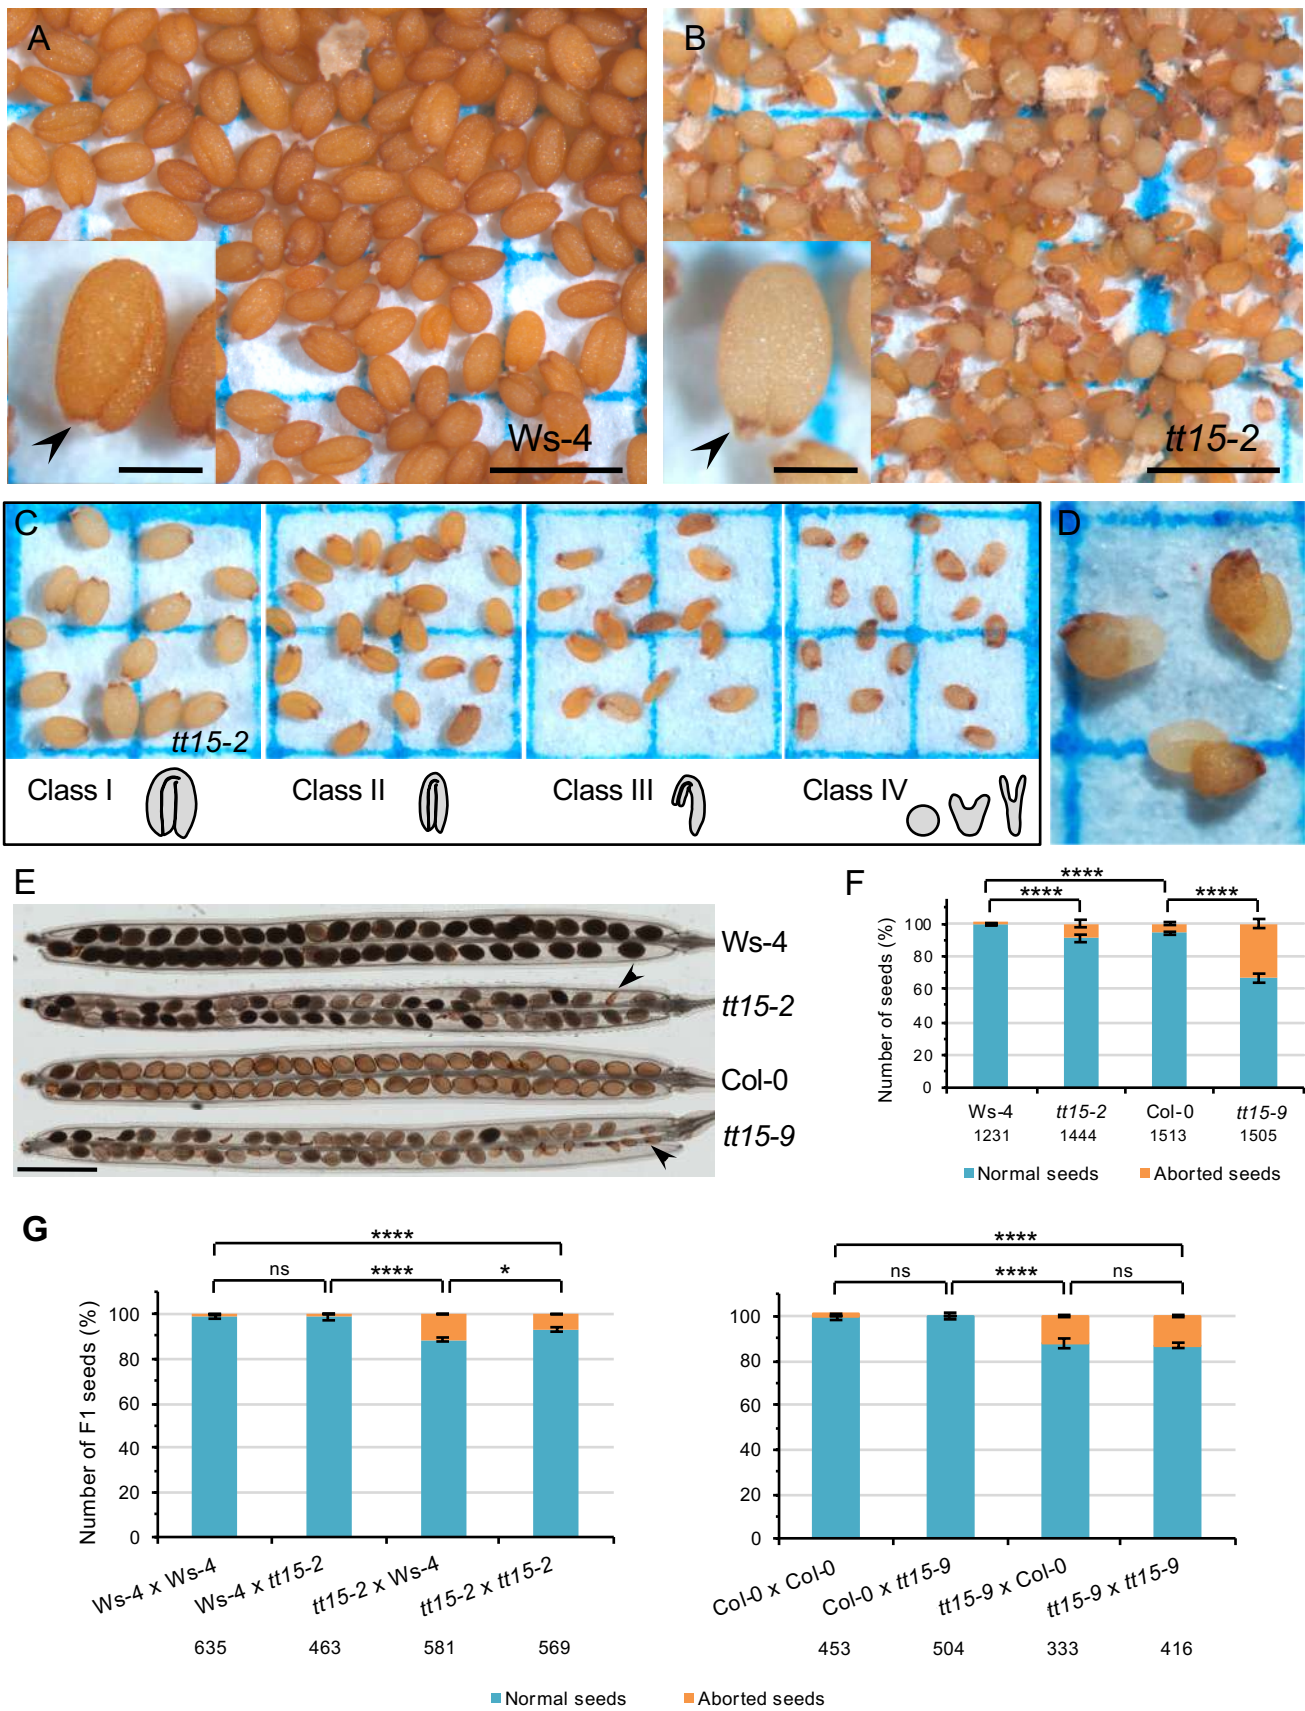 A
Ws-4
B
tt15-2
C
tt15-2
Class I
Class II
Class III
Class IV
D
E
Ws-4
tt15-2
Col-0
tt15-9
F
****
**** ****
Number of seeds (%)
100
80
60
40
20
0
Ws-4 tt15-2 Col-0 tt15-9
1231 1444 1513 1505
Normal seeds Aborted seeds
G
****
ns **** *
Number of F1 seeds (%)
100
80
60
40
20
0
Ws-4 x Ws-4
Ws-4 x tt15-2
tt15-2 x Ws-4
tt15-2 x tt15-2
635 463 581 569
****
ns **** ns
100
80
60
40
20
0
Col-0 x Col-0
Col-0 x tt15-9
tt15-9 x Col-0
tt15-9 x tt15-9
453 504 333 416
Normal seeds Aborted seeds